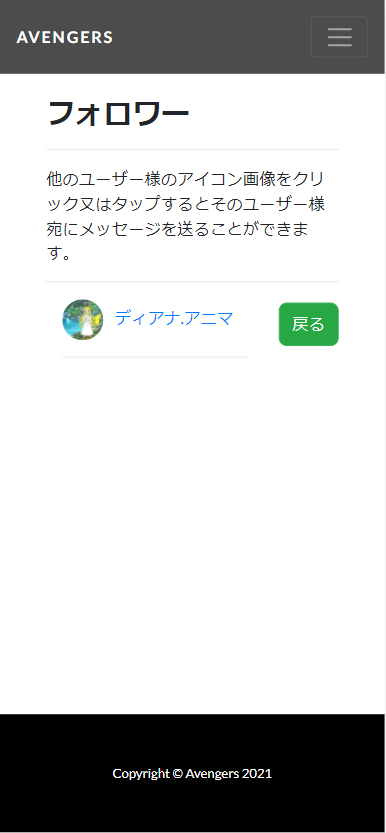 AVENGERS
フォロワー
他のユーザー様のアイコン画像をクリ
ック又はタップするとそのユーザー様
宛にメッセージを送ることができま
す。
ディアナ.アニマ
戻る
Copyright © Avengers 2021